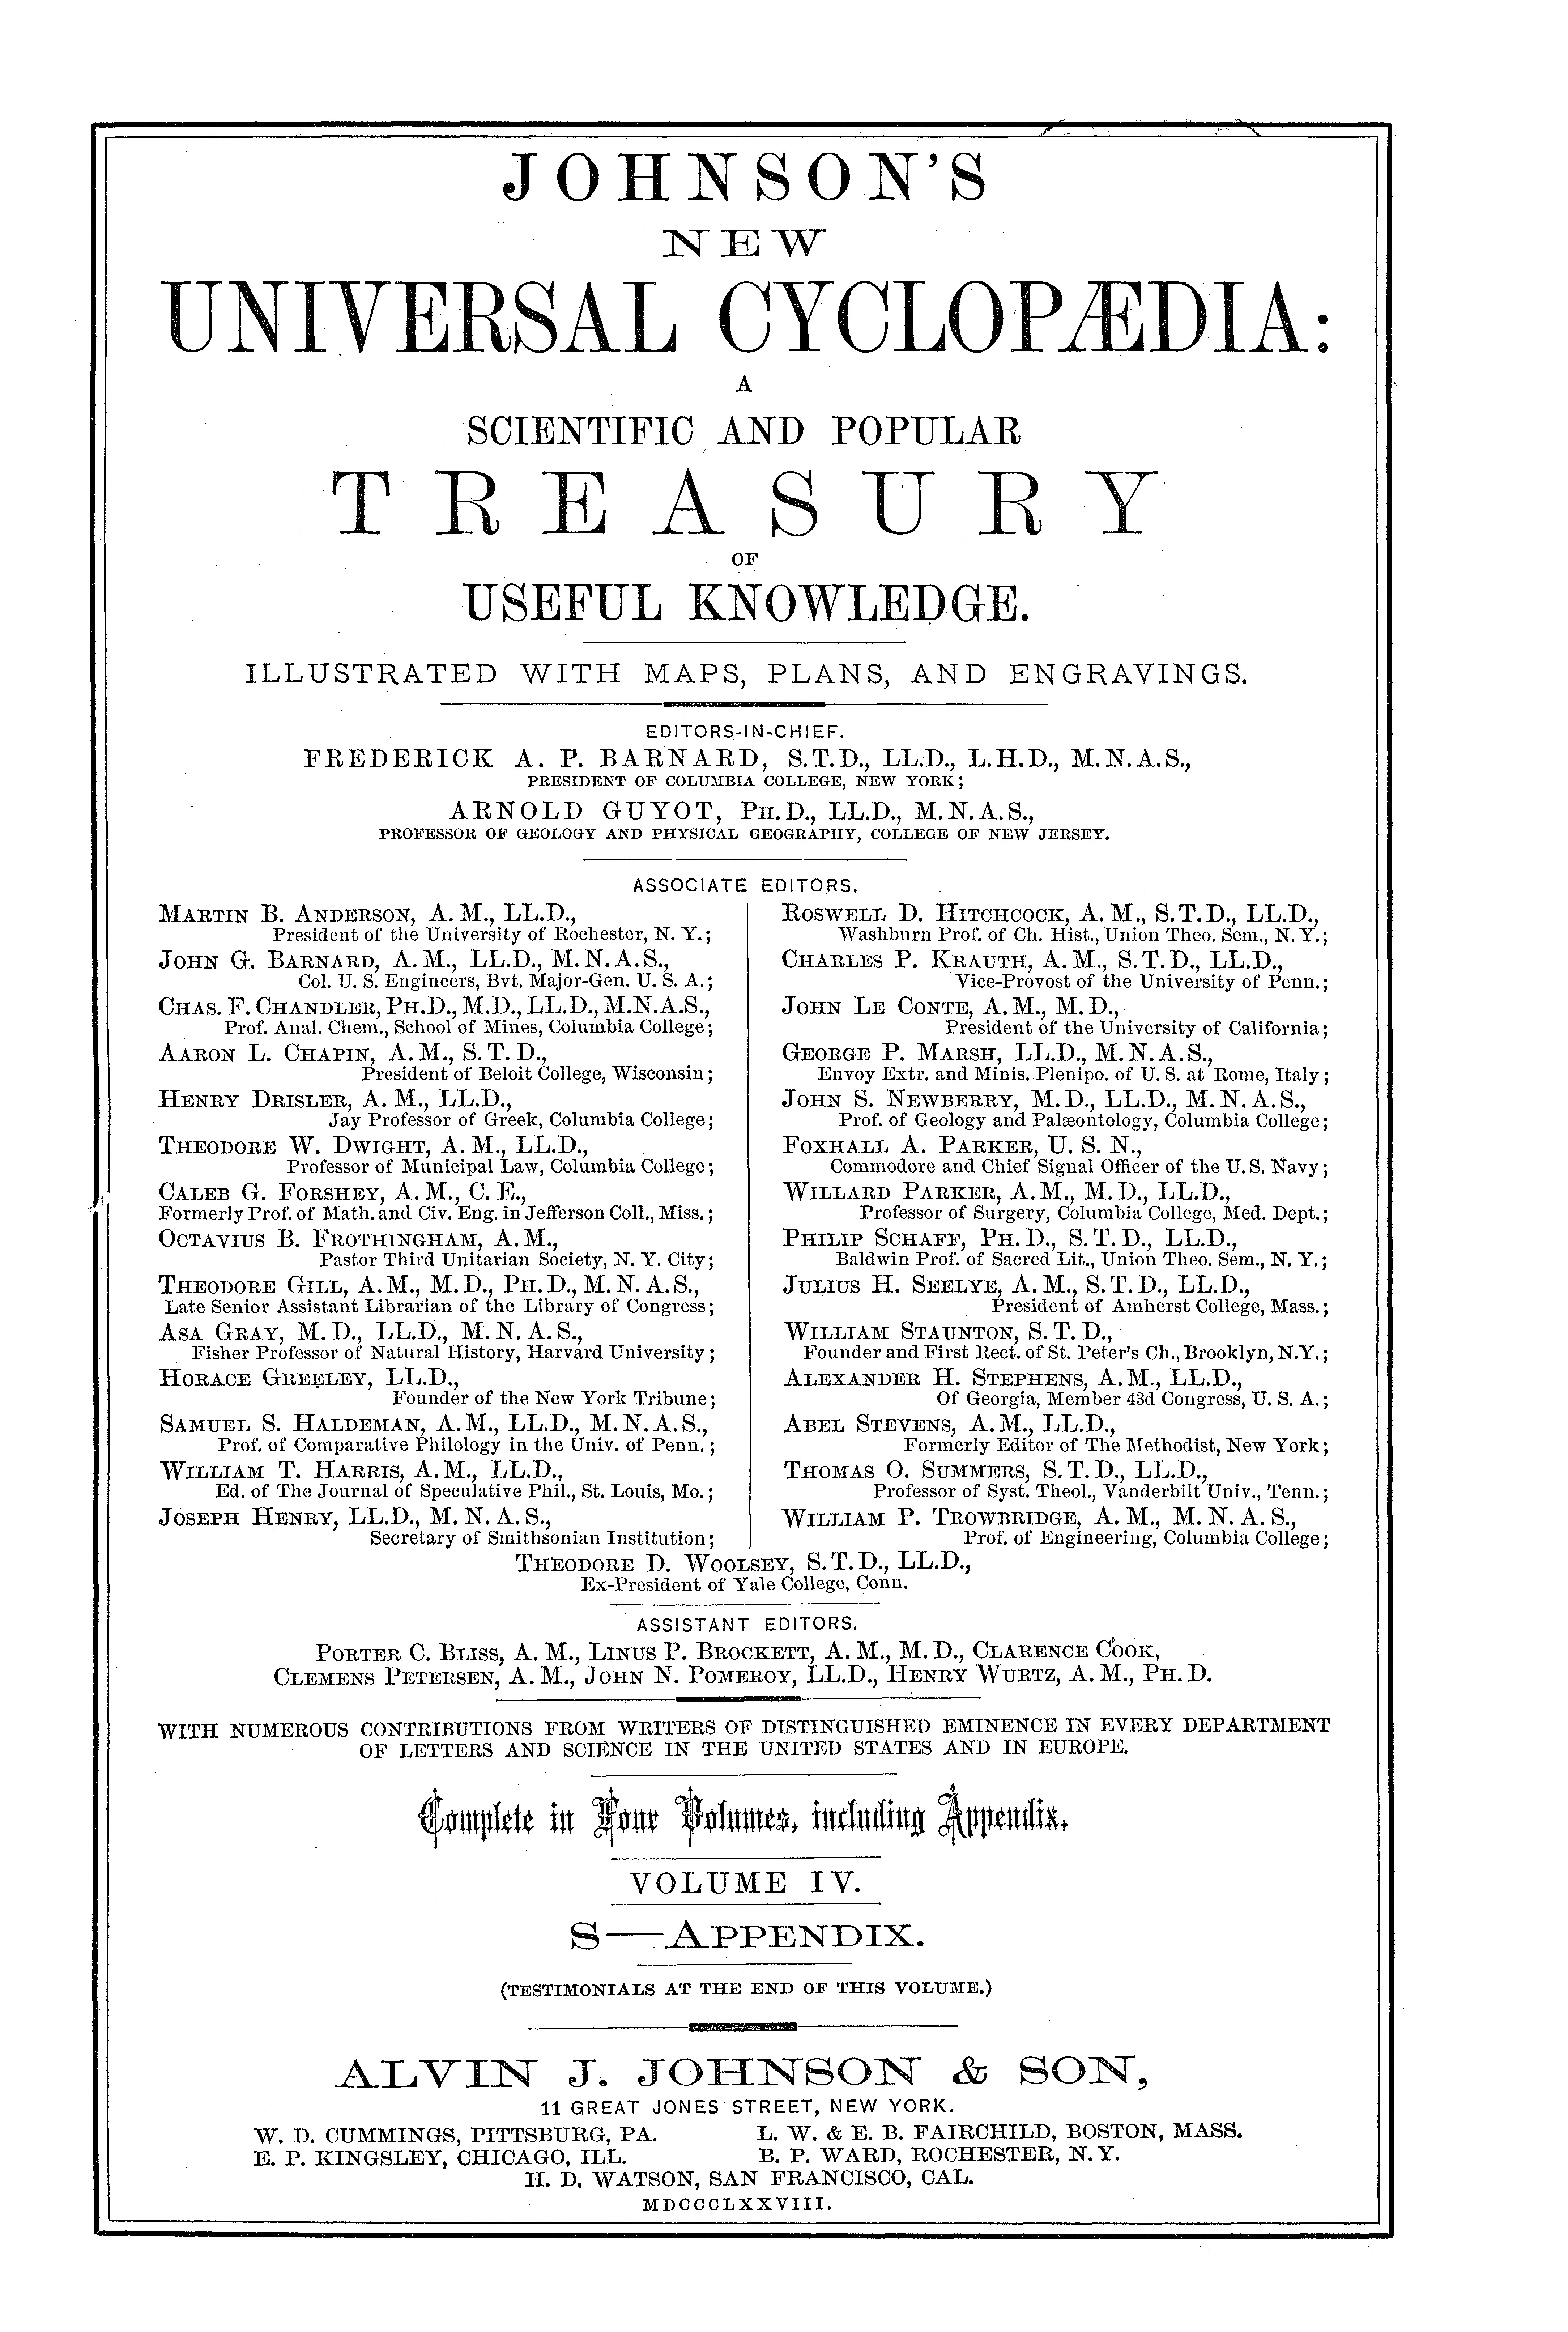 JOHNSON'S
NEW
UNIVERSAL CYCLOPÆDIA:
A
SCIENTIFIC AND POPULAR
TREASURY
OF
USEFUL KNOWLEDGE.
ILLUSTRATED WITH MAPS, PLANS, AND ENGRAVINGS.
EDITORS-IN-CHIEF.
FREDERICK A. P. BARNARD, S.T.D., LL.D., L.H.D., M.N.A.S.,
PRESIDENT OF COLUMBIA COLLEGE, NEW YORK;
ARNOLD GUYOT, PH.D., LL.D., M.N.A.S.,
PROFESSOR OF GEOLOGY AND PHYSICAL GEOGRAPHY, COLLEGE OF NEW JERSEY.
ASSOCIATE EDITORS.
MARTIN B. ANDERSON, A.M., LL.D.,
President of the University of Rochester, N. Y.;
JOHN G. BARNARD, A.M., LL.D., M.N.A.S.,
Col. U. S. Engineers, Bvt. Major-Gen. U. S. A.;
CHAS. F. CHANDLER, PH.D., M.D., LL.D., M.N.A.S.,
Prof. Anal. Chem., School of Mines, Columbia College;
AARON L. CHAPIN, A.M., S.T.D.,
President of Beloit College, Wisconsin;
HENRY DRISLER, A.M., LL.D.,
Jay Professor of Greek, Columbia College;
THEODORE W. DWIGHT, A.M., LL.D.,
Professor of Municipal Law, Columbia College;
CALEB G. FORSHEY, A.M., C.E.,
Formerly Prof. of Math. and Civ. Eng. in Jefferson Coll., Miss.;
OCTAVIUS B. FROTHINGHAM, A.M.,
Pastor Third Unitarian Society, N. Y. City;
THEODORE GILL, A.M., M.D., PH.D., M.N.A.S.,
Late Senior Assistant Librarian of the Library of Congress;
ASA GRAY, M.D., LL.D., M.N.A.S.,
Fisher Professor of Natural History, Harvard University;
HORACE GREELEY, LL.D.,
Founder of the New York Tribune;
SAMUEL S. HALDEMAN, A.M., LL.D., M.N.A.S.,
Prof. of Comparative Philology in the Univ. of Penn.;
WILLIAM T. HARRIS, A.M., LL.D.,
Ed. of The Journal of Speculative Phil., St. Louis, Mo.;
JOSEPH HENRY, LL.D., M.N.A.S.,
Secretary of Smithsonian Institution;
ROSWELL D. HITCHCOCK, A.M., S.T.D., LL.D.,
Washburn Prof. of Ch. Hist., Union Theo. Sem., N.Y.;
CHARLES P. KRAUTH, A.M., S.T.D., LL.D.,
Vice-Provost of the University of Penn.;
JOHN LE CONTE, A.M., M.D.,
President of the University of California;
GEORGE P. MARSH, LL.D., M.N.A.S.,
Envoy Extr. and Minis. Plenipo. of U.S. at Rome, Italy;
JOHN S. NEWBERRY, M.D., LL.D., M.N.A.S.,
Prof. of Geology and Palæontology, Columbia College;
FOXHALL A. PARKER, U. S. N.,
Commodore and Chief Signal Officer of the U.S. Navy;
WILLARD PARKER, A.M., M.D., LL.D.,
Professor of Surgery, Columbia College, Med. Dept.;
PHILIP SCHAFF, PH.D., S.T.D., LL.D.,
Baldwin Prof. of Sacred Lit., Union Theo. Sem., N. Y.;
JULIUS H. SEELYE, A.M., S.T.D., LL.D.,
President of Amherst College, Mass.;
WILLIAM STAUNTON, S.T.D.,
Founder and First Rect. of St. Peter's Ch., Brooklyn, N.Y.;
ALEXANDER H. STEPHENS, A.M., LL.D.,
Of Georgia, Member 43d Congress, U. S. A.;
ABEL STEVENS, A.M., LL.D.,
Formerly Editor of The Methodist, New York;
THOMAS O. SUMMERS, S.T.D., LL.D.,
Professor of Syst. Theol., Vanderbilt Univ., Tenn.;
WILLIAM P. TROWBRIDGE, A.M., M.N.A.S.,
Prof. of Engineering, Columbia College;
THEODORE D. WOOLSEY, S.T.D., LL.D.,
Ex-President of Yale College, Conn.
ASSISTANT EDITORS.
PORTER C. BLISS, A.M., LINUS P. BROCKETT, A.M., M.D., CLARENCE COOK,
CLEMENS PETERSEN, A.M., JOHN N. POMEROY, LL.D., HENRY WURTZ, A.M., PH.D.
WITH NUMEROUS CONTRIBUTIONS FROM WRITERS OF DISTINGUISHED EMINENCE IN EVERY DEPARTMENT
OF LETTERS AND SCIENCE IN THE UNITED STATES AND IN EUROPE.
Complete in Four Volumes, including Appendix.
VOLUME IV.
S—APPENDIX.
(TESTIMONIALS AT THE END OF THIS VOLUME.)
ALVIN J. JOHNSON & SON,
11 GREAT JONES STREET, NEW YORK.
W. D. CUMMINGS, PITTSBURG, PA. L. W. & E. B. FAIRCHILD, BOSTON, MASS.
E. P. KINGSLEY, CHICAGO, ILL. B. P. WARD, ROCHESTER, N.Y.
H. D. WATSON, SAN FRANCISCO, CAL.
MDCCCLXXVIII.